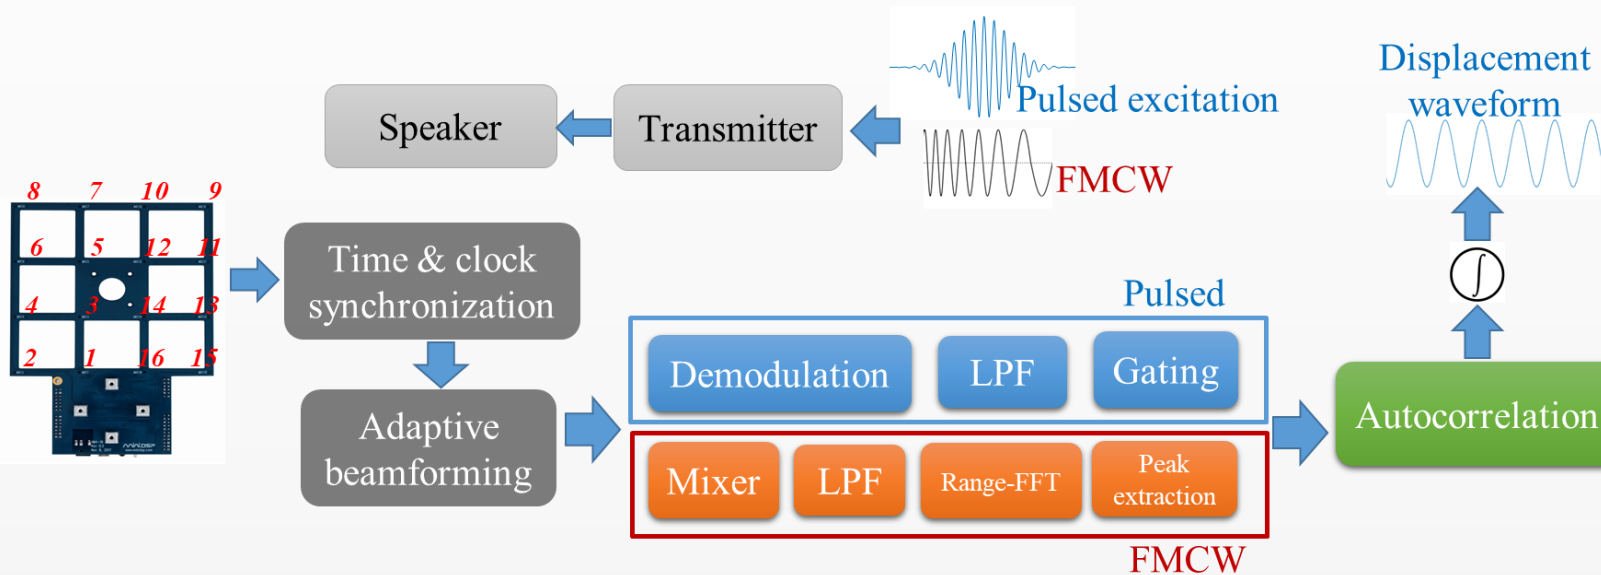 Displacement
waveform
Pulsed excitation
Speaker
Transmitter
FMCW
8 7 10 9
6 5 12 11
4 3 14 13
2 1 16 15
miniDSP
Time & clock
synchronization
Adaptive
beamforming
Pulsed
Demodulation
LPF
Gating
Mixer
LPF
Range-FFT
Peak
extraction
FMCW
Autocorrelation
∫